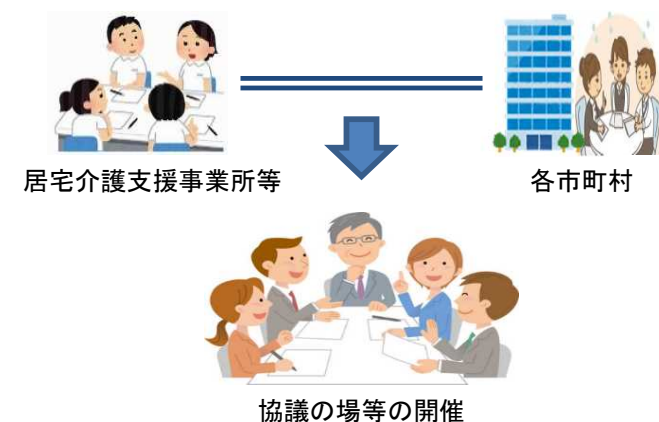 居宅介護支援事業所等
各市町村
協議の場等の開催